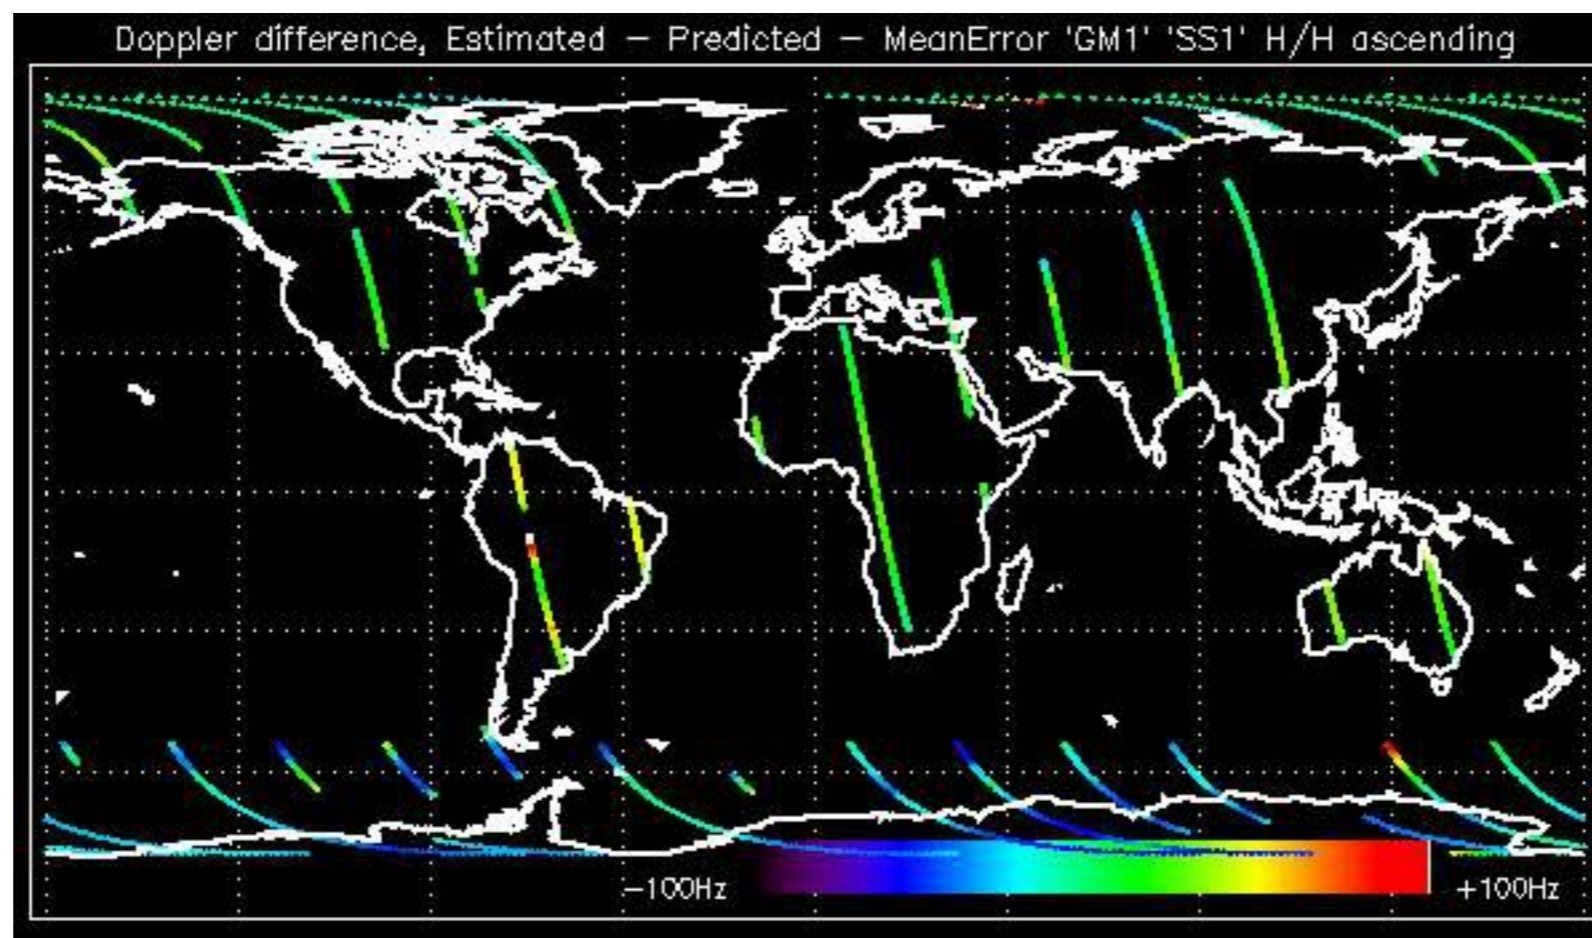 Doppler difference, Estimated – Predicted – MeanError 'GM1' 'SS1' H/H ascending
–100Hz
+100Hz